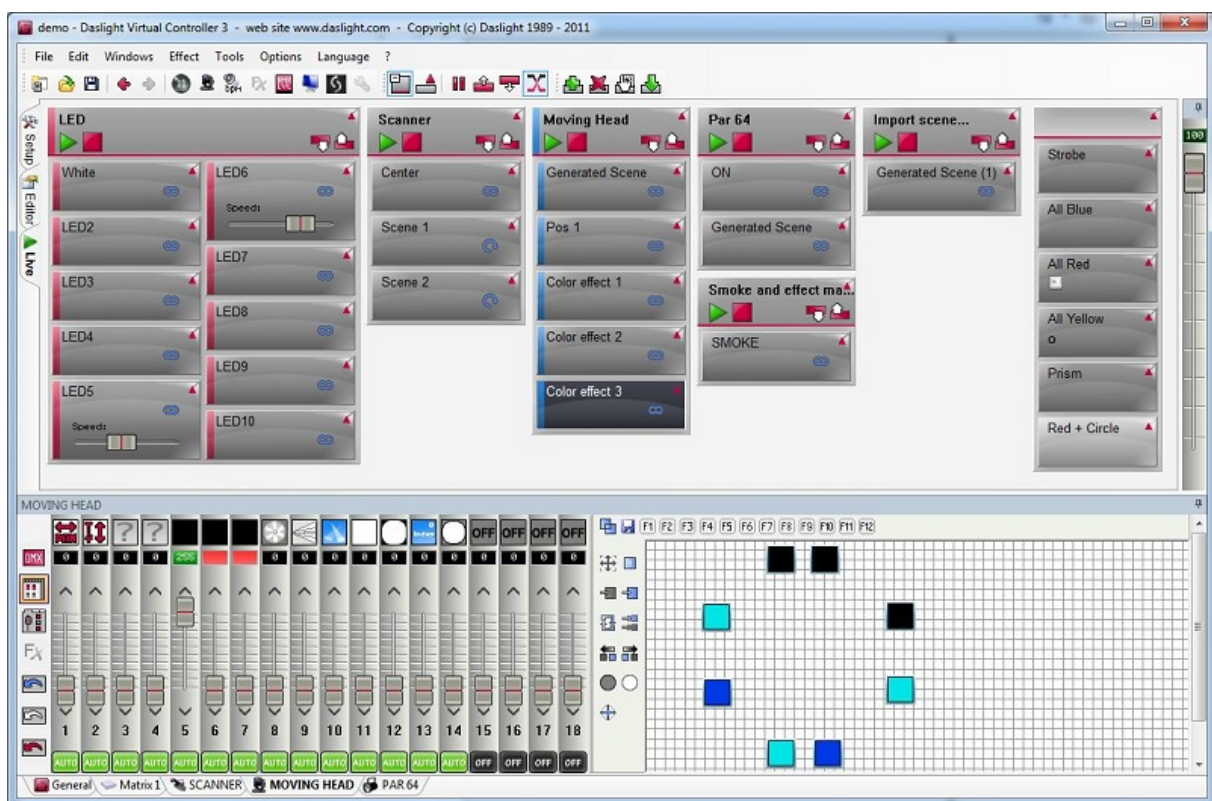 demo - Daslight Virtual Controller 3 - web site www.daslight.com - Copyright (c) Daslight 1989 - 2011
File Edit Windows Effect Tools Options Language ?
Setup
Editor
Live
LED
White
LED2
LED3
LED4
LED5
Speed:
LED6
Speed:
LED7
LED8
LED9
LED10
Scanner
Center
Scene 1
Scene 2
Moving Head
Generated Scene
Pos 1
Color effect 1
Color effect 2
Color effect 3
Par 64
ON
Generated Scene
Smoke and effect ma...
SMOKE
Import scene...
Generated Scene (1)
Strobe
All Blue
All Red
All Yellow
o
Prism
Red + Circle
100
MOVING HEAD
? ? OFF OFF OFF OFF
F1 F2 F3 F4 F5 F6 F7 F8 F9 F10 F11 F12
DMX 0 0 0 0 255 0 0 0 0 0 0 0 0 0 0 0
Fx
1 2 3 4 5 6 7 8 9 10 11 12 13 14 15 16 17 18
AUTO AUTO AUTO AUTO AUTO AUTO AUTO AUTO AUTO AUTO AUTO AUTO AUTO AUTO OFF OFF OFF OFF
General Matrix 1 SCANNER MOVING HEAD PAR 64